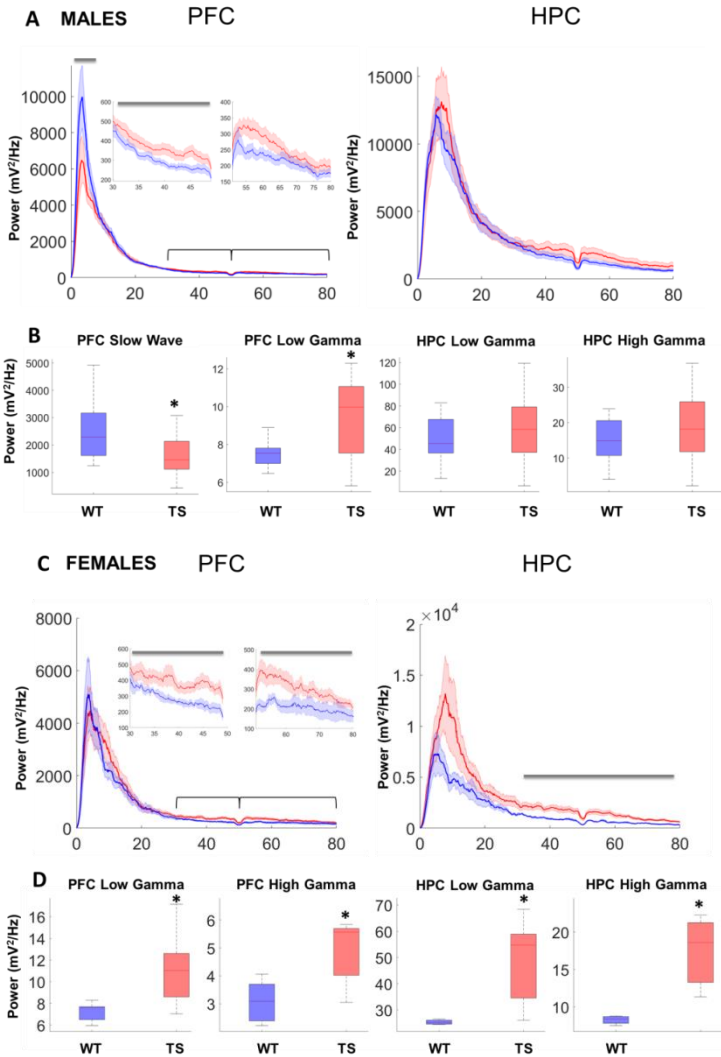 A MALES PFC HPC
Power (mV²/Hz)
10000
8000
6000
4000
2000
0
0 20 40 60 80
600
500
400
300
200
30 35 40 45
400
350
300
250
200
150
55 60 65 70 75 80
Power (mV²/Hz)
15000
10000
5000
0
0 20 40 60 80
B
PFC Slow Wave PFC Low Gamma HPC Low Gamma HPC High Gamma
Power (mV²/Hz)
5000
4000
3000
2000
1000
*
WT TS
12
10
8
6
*
WT TS
120
100
80
60
40
20
WT TS
30
20
10
WT TS
C FEMALES PFC HPC
Power (mV²/Hz)
8000
6000
4000
2000
0
0 20 40 60 80
600
500
400
300
200
100
30 35 40 45 50
500
400
300
200
100
60 70 80
Power (mV²/Hz)
2 × 10⁴
1.5
1
0.5
0
0 20 40 60 80
D
PFC Low Gamma PFC High Gamma HPC Low Gamma HPC High Gamma
Power (mV²/Hz)
16
14
12
10
8
6
*
WT TS
6
5
4
3
*
WT TS
70
60
50
40
30
*
WT TS
20
15
10
*
WT